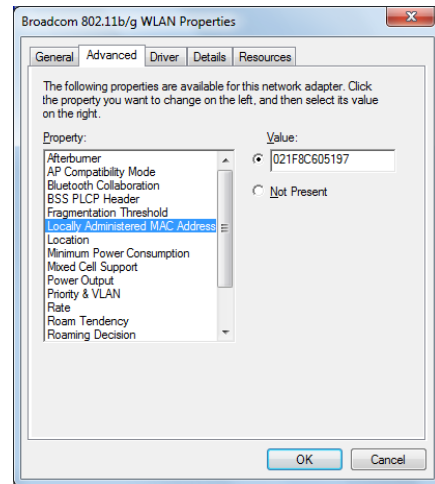 Broadcom 802.11b/g WLAN Properties
General Advanced Driver Details Resources
The following properties are available for this network adapter. Click
the property you want to change on the left, and then select its value
on the right.
Property:
Value:
Afterburner
AP Compatibility Mode
Bluetooth Collaboration
BSS PLCP Header
Fragmentation Threshold
Locally Administered MAC Address
Location
Minimum Power Consumption
Mixed Cell Support
Power Output
Priority & VLAN
Rate
Roam Tendency
Roaming Decision
021F8C605197
Not Present
OK Cancel